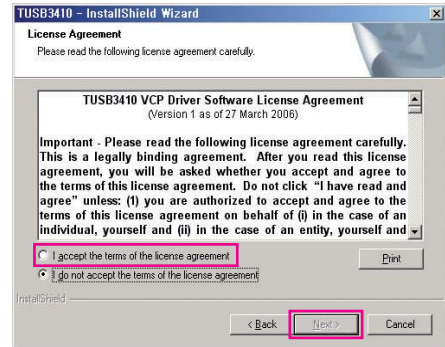 TUSB3410 - InstallShield Wizard
License Agreement
Please read the following license agreement carefully.
TUSB3410 VCP Driver Software License Agreement
(Version 1 as of 27 March 2006)
Important - Please read the following license agreement carefully.
This is a legally binding agreement. After you read this license
agreement, you will be asked whether you accept and agree to
the terms of this license agreement. Do not click "I have read and
agree" unless: (1) you are authorized to accept and agree to the
terms of this license agreement on behalf of (i) in the case of an
individual, yourself and (ii) in the case of an entity, yourself and
I accept the terms of the license agreement
Print
I do not accept the terms of the license agreement
InstallShield
< Back
Next >
Cancel